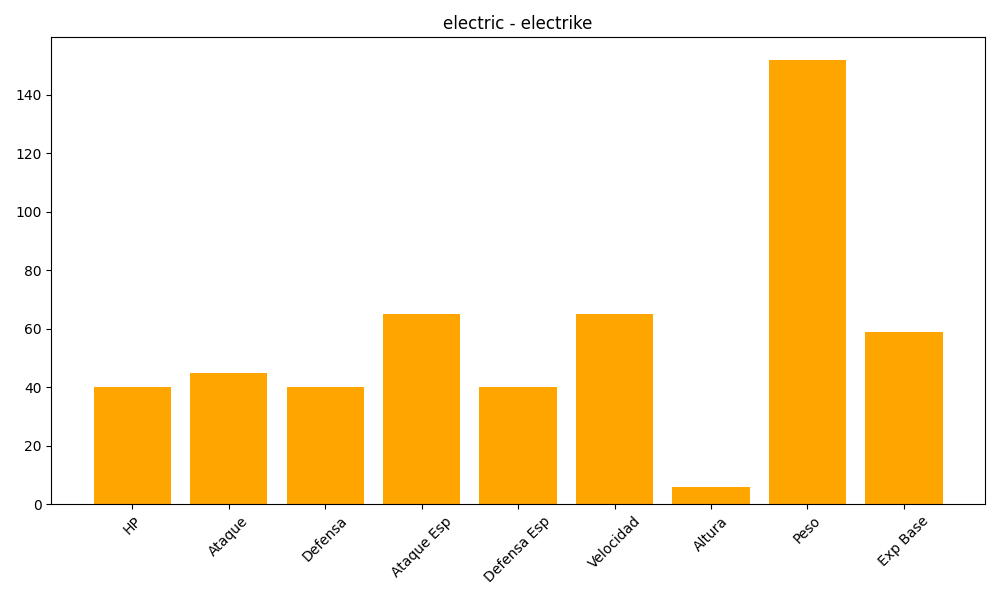 electric - electrike
140
120
100
80
60
40
20
0
HP
Ataque
Defensa
Ataque Esp
Defensa Esp
Velocidad
Altura
Peso
Exp Base